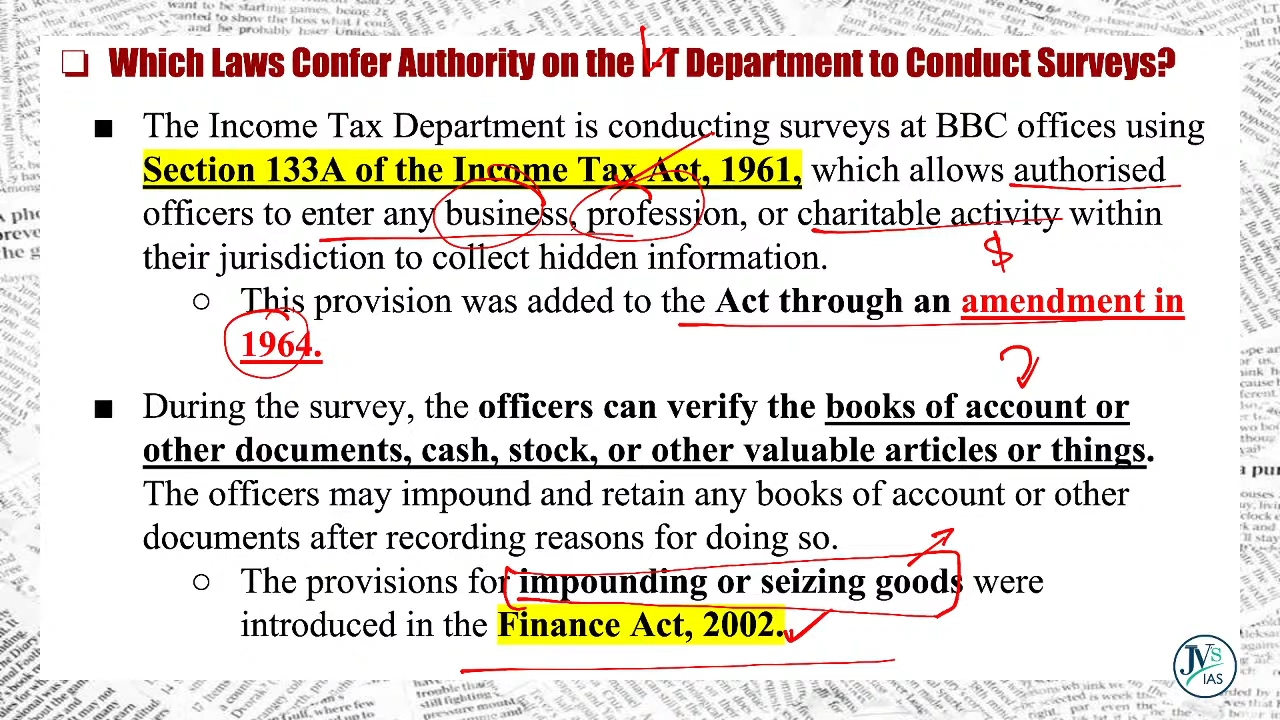 ❑ Which Laws Confer Authority on the I-T Department to Conduct Surveys?
■ The Income Tax Department is conducting surveys at BBC offices using
Section 133A of the Income Tax Act, 1961, which allows authorised
officers to enter any business, profession, or charitable activity within
their jurisdiction to collect hidden information.
○ This provision was added to the Act through an amendment in
1964.
■ During the survey, the officers can verify the books of account or
other documents, cash, stock, or other valuable articles or things.
The officers may impound and retain any books of account or other
documents after recording reasons for doing so.
○ The provisions for impounding or seizing goods were
introduced in the Finance Act, 2002.
$
JVS
IAS